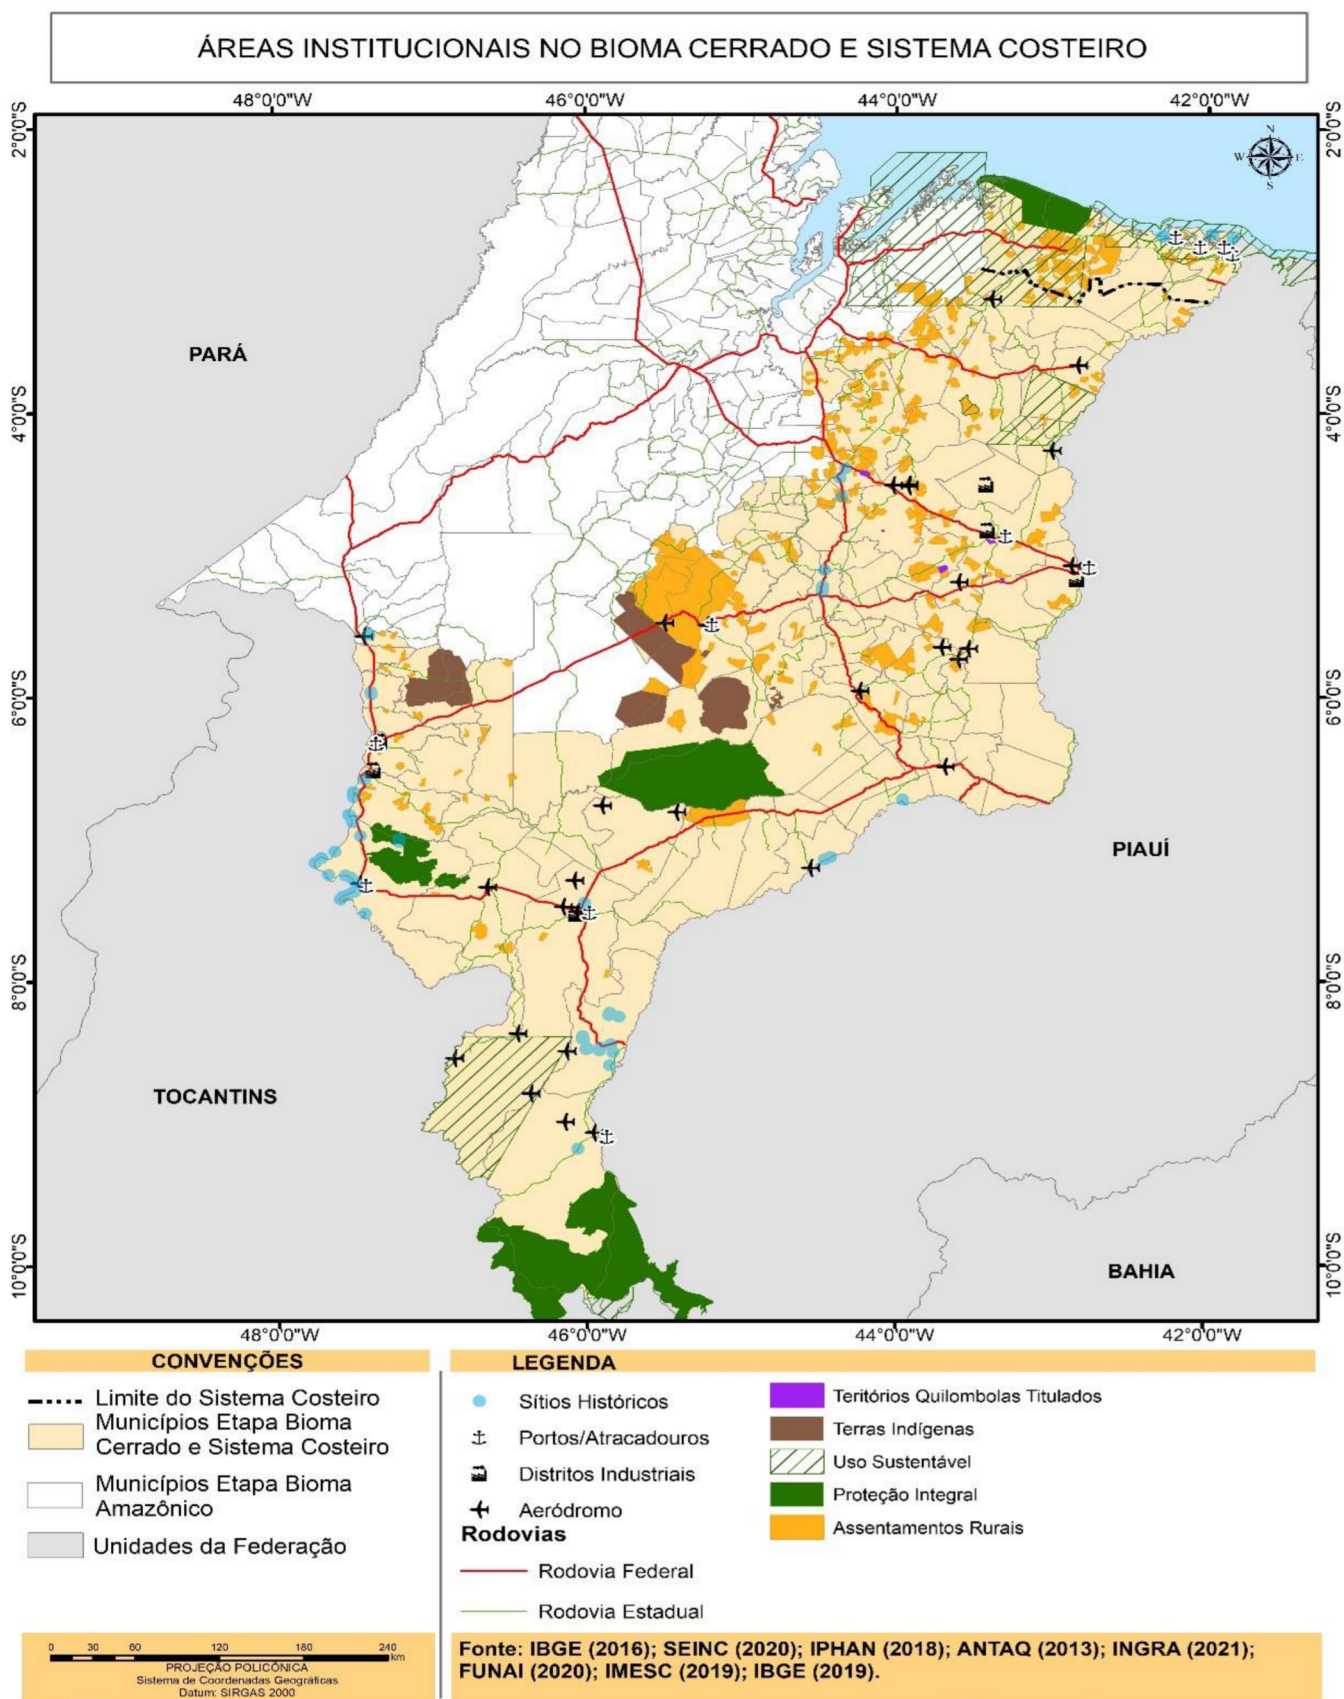 ÁREAS INSTITUCIONAIS NO BIOMA CERRADO E SISTEMA COSTEIRO
48°0'0"W 46°0'0"W 44°0'0"W 42°0'0"W
2°0'0"S 2°0'0"S
N
W E
S
PARÁ
4°0'0"S 4°0'0"S
6°0'0"S 6°0'0"S
PIAUÍ
8°0'0"S 8°0'0"S
TOCANTINS
10°0'0"S 10°0'0"S
BAHIA
48°0'0"W 46°0'0"W 44°0'0"W 42°0'0"W
CONVENÇÕES
Limite do Sistema Costeiro
Municípios Etapa Bioma
Cerrado e Sistema Costeiro
Municípios Etapa Bioma
Amazônico
Unidades da Federação
LEGENDA
Sítios Históricos
Portos/Atracadouros
Distritos Industriais
Aeródromo
Rodovias
Rodovia Federal
Rodovia Estadual
Teritórios Quilombolas Titulados
Terras Indígenas
Uso Sustentável
Proteção Integral
Assentamentos Rurais
0 30 60 120 180 240
km
PROJEÇÃO POLICÔNICA
Sistema de Coordenadas Geográficas
Datum: SIRGAS 2000
Fonte: IBGE (2016); SEINC (2020); IPHAN (2018); ANTAQ (2013); INGRA (2021);
FUNAI (2020); IMESC (2019); IBGE (2019).